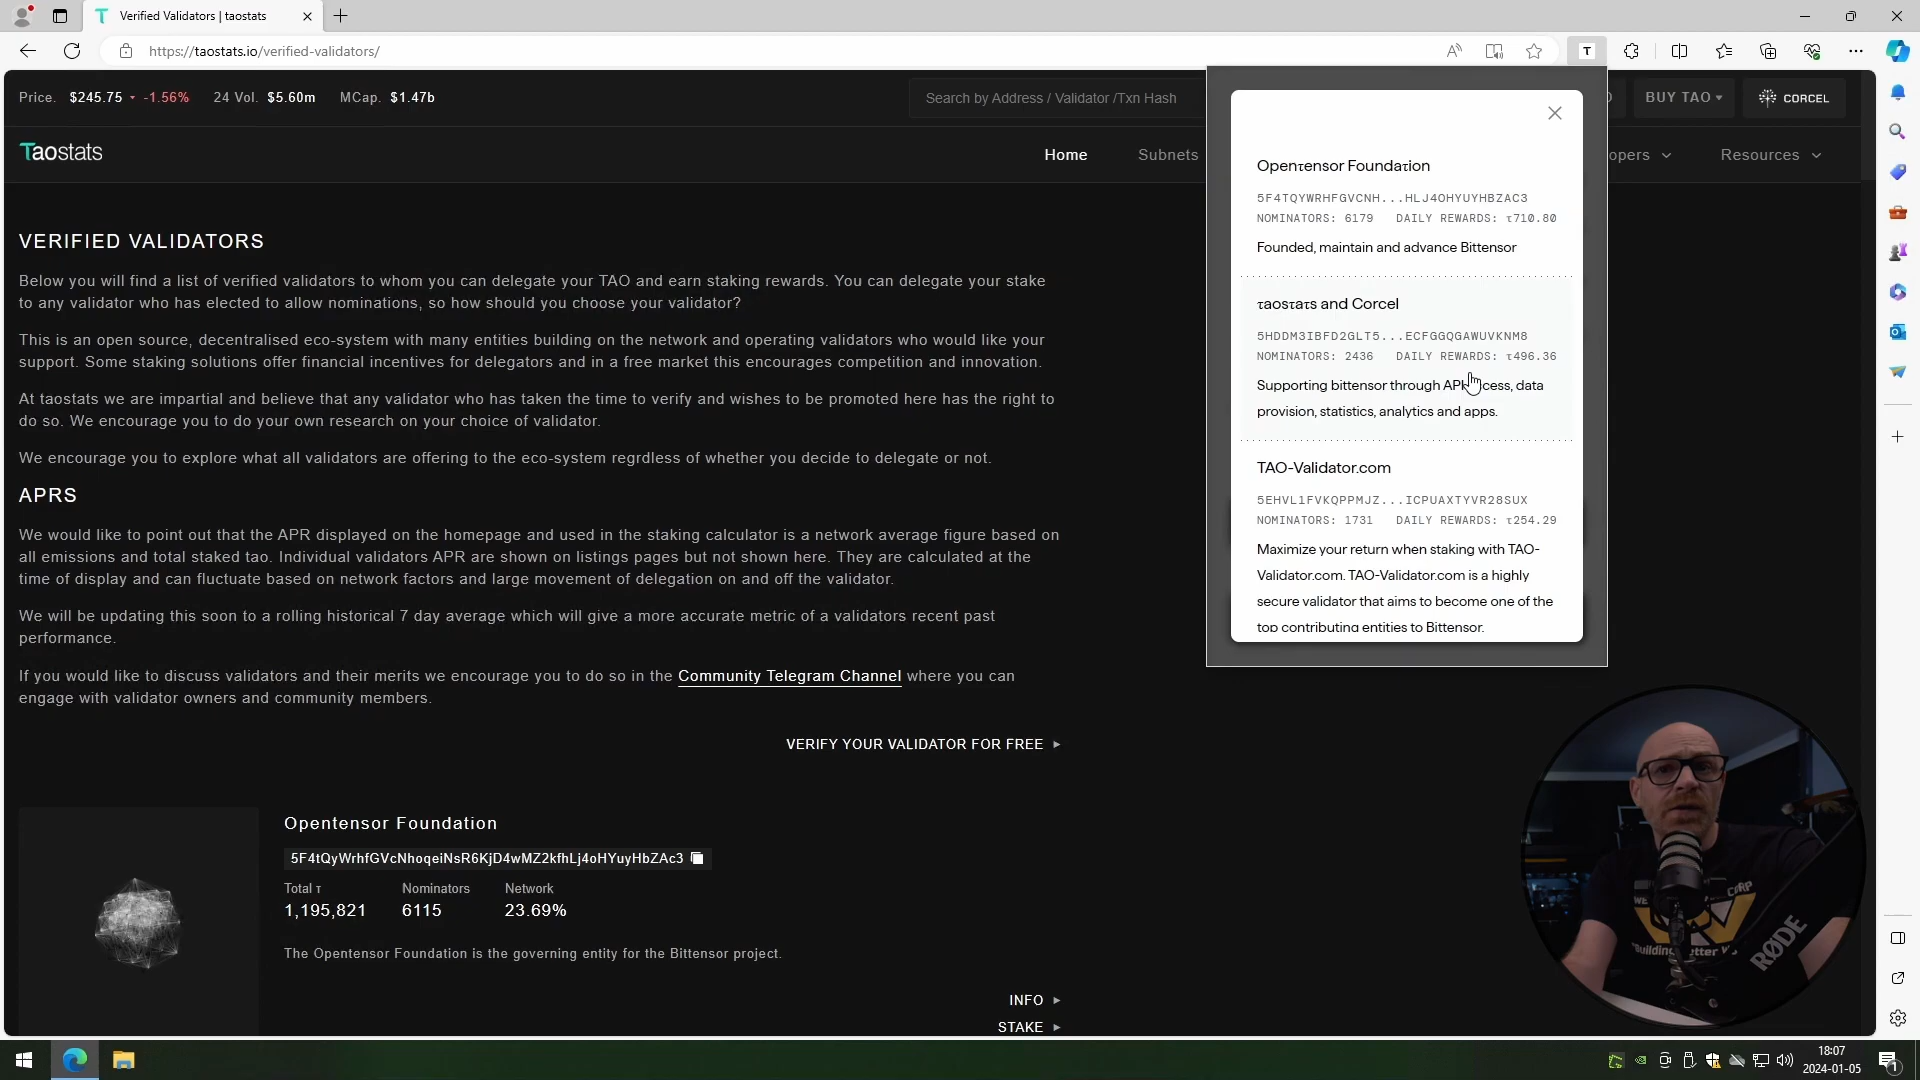 Verified Validators | taostats
https://taostats.io/verified-validators/
Price. $245.75 -1.56% 24 Vol. $5.60m MCap. $1.47b
Search by Address / Validator /Txn Hash
BUY TAO
CORCEL
Taostats
Home
Subnets
opers
Resources
VERIFIED VALIDATORS
Below you will find a list of verified validators to whom you can delegate your TAO and earn staking rewards. You can delegate your stake
to any validator who has elected to allow nominations, so how should you choose your validator?
This is an open source, decentralised eco-system with many entities building on the network and operating validators who would like your
support. Some staking solutions offer financial incentives for delegators and in a free market this encourages competition and innovation.
At taostats we are impartial and believe that any validator who has taken the time to verify and wishes to be promoted here has the right to
do so. We encourage you to do your own research on your choice of validator.
We encourage you to explore what all validators are offering to the eco-system regrdless of whether you decide to delegate or not.
APRS
We would like to point out that the APR displayed on the homepage and used in the staking calculator is a network average figure based on
all emissions and total staked tao. Individual validators APR are shown on listings pages but not shown here. They are calculated at the
time of display and can fluctuate based on network factors and large movement of delegation on and off the validator.
We will be updating this soon to a rolling historical 7 day average which will give a more accurate metric of a validators recent past
performance.
If you would like to discuss validators and their merits we encourage you to do so in the Community Telegram Channel where you can
engage with validator owners and community members.
VERIFY YOUR VALIDATOR FOR FREE
Opentensor Foundation
5F4tQyWrhfGVcNhoqeiNsR6KjD4wMZ2kfhLj4oHYuyHbZAc3
Total τ Nominators Network
1,195,821 6115 23.69%
The Opentensor Foundation is the governing entity for the Bittensor project.
INFO
STAKE
Openτensor Foundaτion
5F4TQYWRHFGVCNH...HLJ4OHYUYHBZAC3
NOMINATORS: 6179 DAILY REWARDS: τ710.80
Founded, maintain and advance Bittensor
τaosτaτs and Corcel
5HDDM3IBFD2GLT5...ECFGGQGAWUVKNM8
NOMINATORS: 2436 DAILY REWARDS: τ496.36
Supporting bittensor through API cess, data
provision, statistics, analytics and apps.
TAO-Validator.com
5EHVL1FVKQPPMJZ...ICPUAXTYVR28SUX
NOMINATORS: 1731 DAILY REWARDS: τ254.29
Maximize your return when staking with TAO-
Validator.com. TAO-Validator.com is a highly
secure validator that aims to become one of the
top contributing entities to Bittensor.
RØDE
18:07
2024-01-05
1